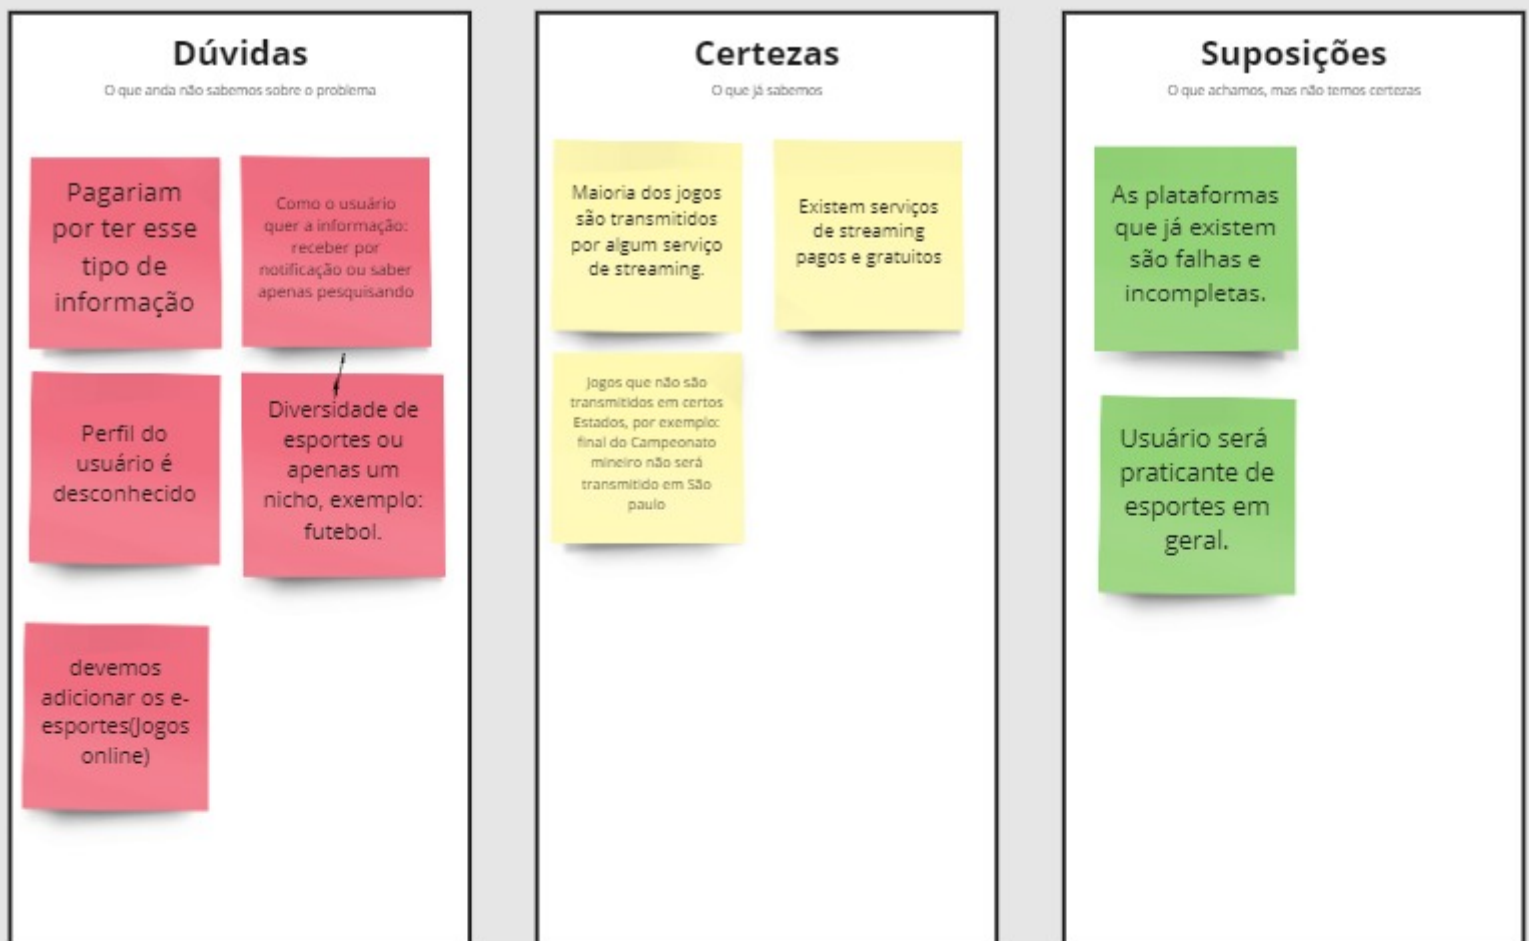 Dúvidas
O que anda não sabemos sobre o problema
Pagariam
por ter esse
tipo de
informação
Como o usuário
quer a informação:
receber por
notificação ou saber
apenas pesquisando
Perfil do
usuário é
desconhecido
Diversidade de
esportes ou
apenas um
nicho, exemplo:
futebol.
devemos
adicionar os e-
esportes(Jogos
online)
Certezas
O que já sabemos
Maioria dos jogos
são transmitidos
por algum serviço
de streaming.
Existem serviços
de streaming
pagos e gratuitos
Jogos que não são
transmitidos em certos
Estados, por exemplo:
final do Campeonato
mineiro não será
transmitido em São
paulo
Suposições
O que achamos, mas não temos certezas
As plataformas
que já existem
são falhas e
incompletas.
Usuário será
praticante de
esportes em
geral.